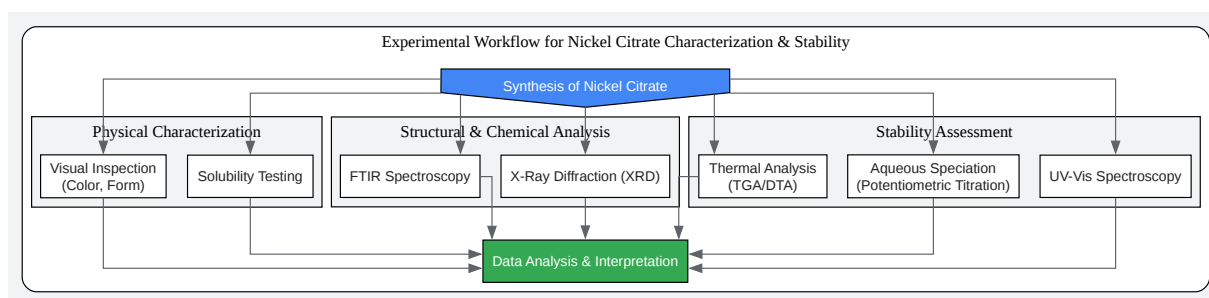 Experimental Workflow for Nickel Citrate Characterization & Stability
Synthesis of Nickel Citrate
Physical Characterization
Structural & Chemical Analysis
Stability Assessment
Visual Inspection
(Color, Form)
Solubility Testing
FTIR Spectroscopy
X-Ray Diffraction (XRD)
Thermal Analysis
(TGA/DTA)
Aqueous Speciation
(Potentiometric Titration)
UV-Vis Spectroscopy
Data Analysis & Interpretation